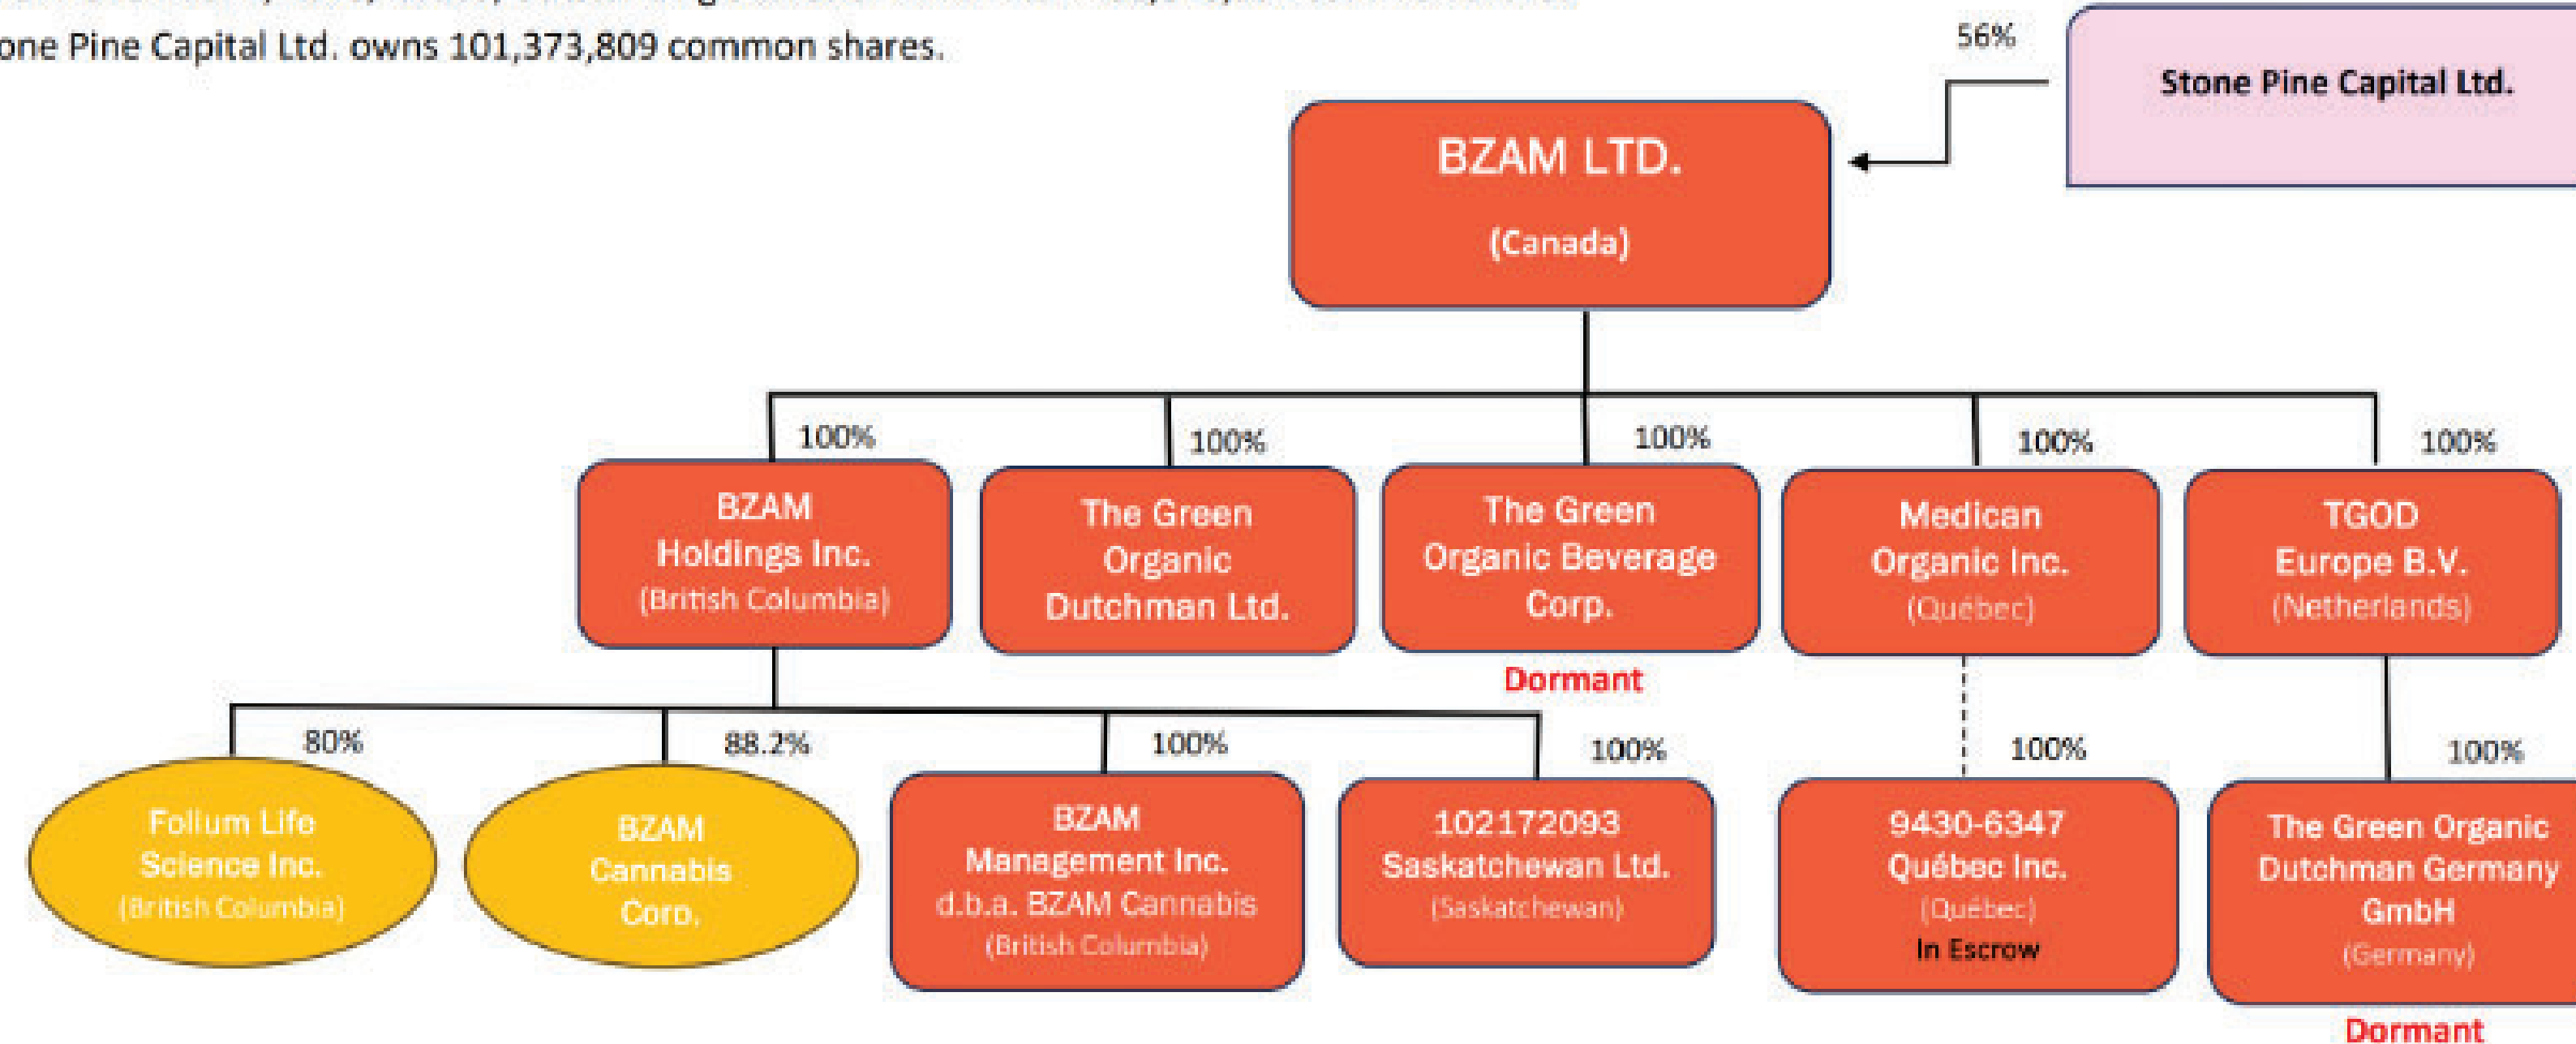 one Pine Capital Ltd. owns 101,373,809 common shares.
56%
Stone Pine Capital Ltd.
BZAM LTD.
(Canada)
100%
100%
100%
100%
100%
BZAM
Holdings Inc.
(British Columbia)
The Green
Organic
Dutchman Ltd.
The Green
Organic Beverage
Corp.
Medican
Organic Inc.
(Québec)
TGOD
Europe B.V.
(Netherlands)
Dormant
80%
88.2%
100%
100%
100%
100%
Folium Life
Science Inc.
(British Columbia)
BZAM
Cannabis
Corp.
BZAM
Management Inc.
d.b.a. BZAM Cannabis
(British Columbia)
102172093
Saskatchewan Ltd.
(Saskatchewan)
9430-6347
Québec Inc.
(Québec)
In Escrow
The Green Organic
Dutchman Germany
GmbH
(Germany)
Dormant